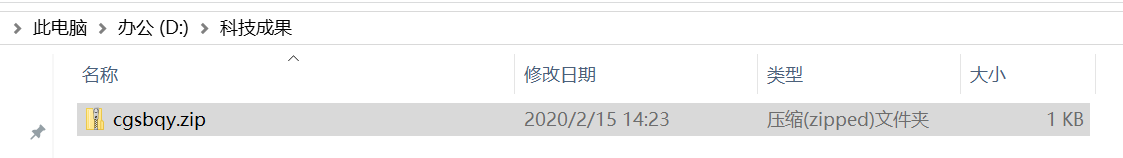 此电脑 > 办公 (D:) > 科技成果
名称 修改日期 类型 大小
cgsbqy.zip 2020/2/15 14:23 压缩(zipped)文件夹 1 KB